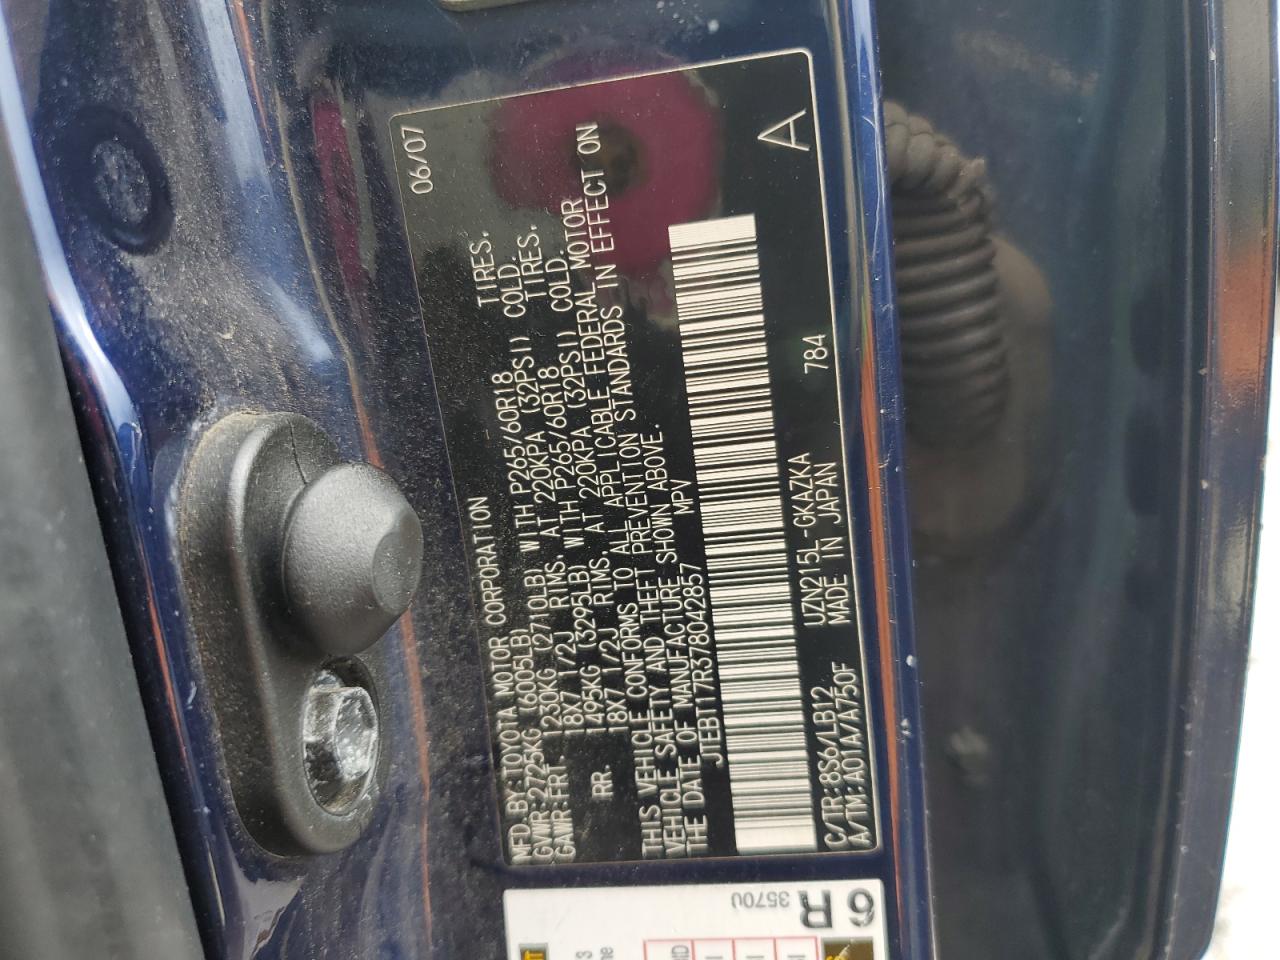 MFD.BY:TOYOTA MOTOR CORPORATION 06/07
GVWR:2725KG (6005LB)
GAWR:FRT. 1230KG (2710LB) WITH P265/60R18 TIRES.
18X7 1/2J RIMS. AT 220KPA (32PSI) COLD.
RR. 1495KG (3295LB) WITH P265/60R18 TIRES.
18X7 1/2J RIMS. AT 220KPA (32PSI) COLD.
THIS VEHICLE CONFORMS TO ALL APPLICABLE FEDERAL MOTOR
VEHICLE SAFETY AND THEFT PREVENTION STANDARDS IN EFFECT ON
THE DATE OF MANUFACTURE SHOWN ABOVE.
JTEBT17R378042857 MPV
C/TR:8S6/LB12 UZN215L-GKAZKA 784
A/TM:A01A/A750F MADE IN JAPAN
A
6
R
3570U